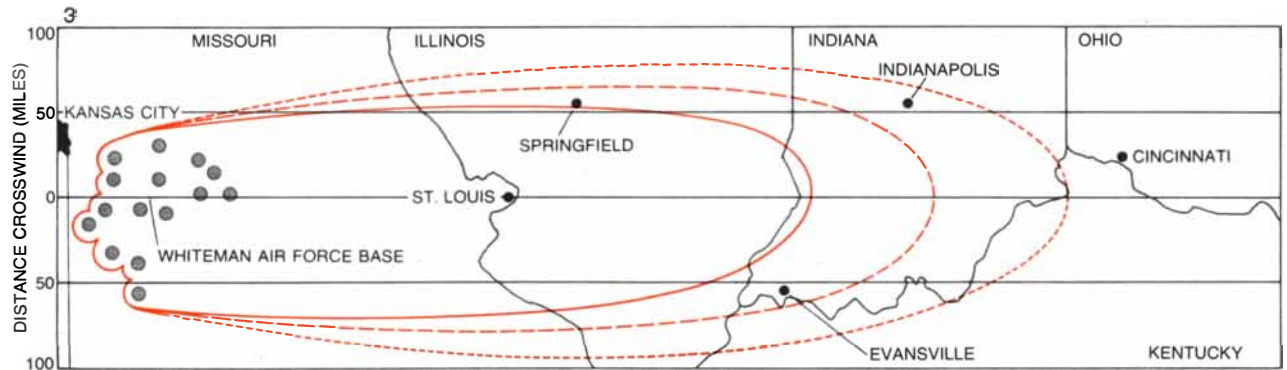 3
100
MISSOURI
ILLINOIS
INDIANA
OHIO
INDIANAPOLIS
50
KANSAS CITY
SPRINGFIELD
CINCINNATI
DISTANCE CROSSWIND (MILES)
0
ST. LOUIS
WHITEMAN AIR FORCE BASE
50
EVANSVILLE
KENTUCKY
100